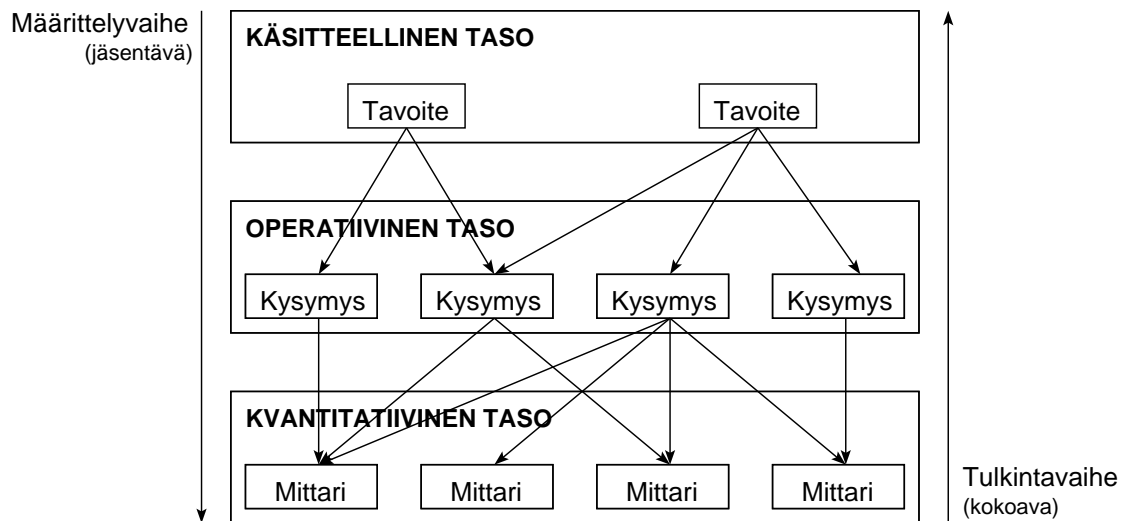 Määrittelyvaihe
(jäsentävä)
KÄSITTEELLINEN TASO
Tavoite
Tavoite
OPERATIIVINEN TASO
Kysymys
Kysymys
Kysymys
Kysymys
KVANTITATIIVINEN TASO
Mittari
Mittari
Mittari
Mittari
Tulkintavaihe
(kokoava)